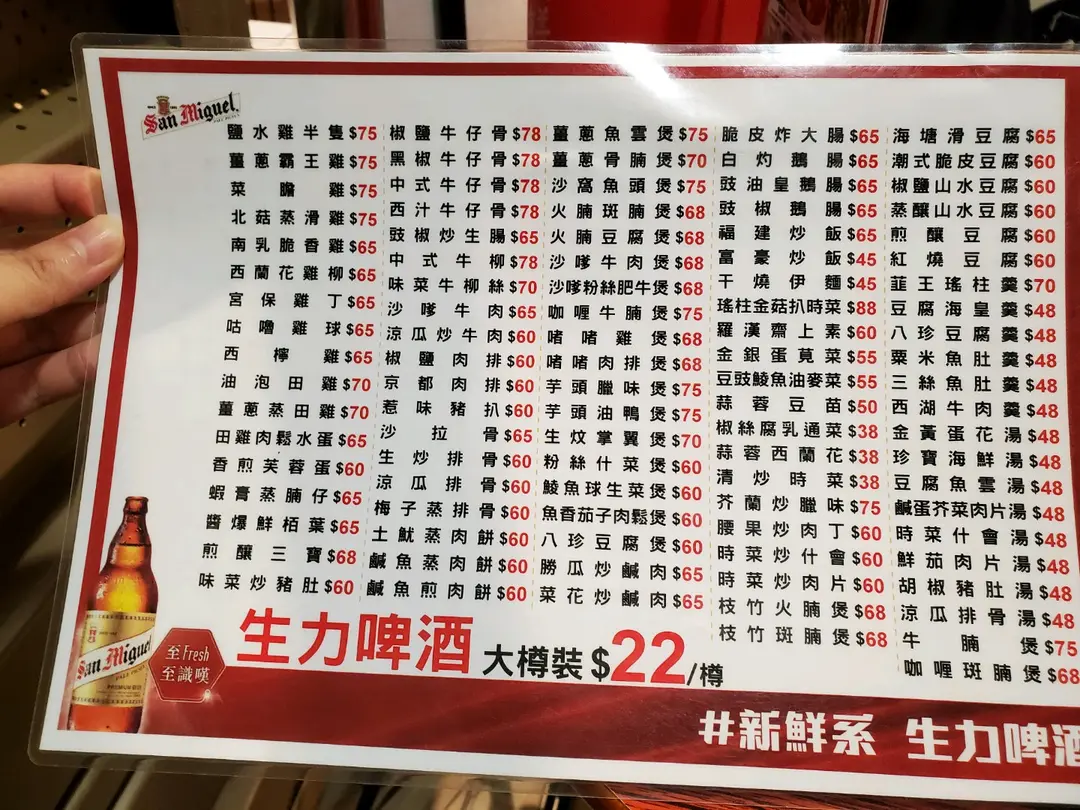 San Miguel
鹽水雞半隻$75
薑蔥霸王雞$75
菜膽雞$75
北菇蒸滑雞$75
南乳脆香雞$65
西蘭花雞柳$65
宮保雞丁$65
咕嚕雞球$65
西檸雞$65
油泡田雞$70
薑蔥蒸田雞$70
田雞肉鬆水蛋$65
香煎芙蓉蛋$60
蝦膏蒸腩仔$65
醬爆鮮栢葉$65
煎釀三寶$68
味菜炒豬肚$60
椒鹽牛仔骨$78
黑椒牛仔骨$78
中式牛仔骨$78
西汁牛仔骨$78
豉椒炒生腸$65
中式牛柳$78
味菜牛柳絲$70
沙嗲牛肉$65
涼瓜炒牛肉$60
椒鹽肉排$60
京都肉排$60
惹味豬扒$60
沙拉骨$65
生炒排骨$60
涼瓜排骨$60
梅子蒸排骨$60
土魷蒸肉餅$60
鹹魚蒸肉餅$60
鹹魚煎肉餅$60
薑蔥魚雲煲$75
薑蔥骨腩煲$70
沙窩魚頭煲$75
火腩斑腩煲$68
火腩豆腐煲$68
沙嗲牛肉煲$68
沙嗲粉絲肥牛煲$68
咖喱牛腩煲$75
啫啫雞煲$68
啫啫肉排煲$68
芋頭臘味煲$75
芋頭油鴨煲$75
生炆掌翼煲$70
粉絲什菜煲$60
鯪魚球生菜煲$60
魚香茄子肉鬆煲$60
八珍豆腐煲$60
勝瓜炒鹹肉$65
菜花炒鹹肉$65
脆皮炸大腸$65
白灼鵝腸$65
豉油皇鵝腸$65
豉椒鵝腸$65
福建炒飯$65
富豪炒飯$45
干燒伊麵$45
瑤柱金菇扒時菜$88
羅漢齋上素$60
金銀蛋莧菜$55
豆豉鯪魚油麥菜$55
蒜蓉豆苗$50
椒絲腐乳通菜$38
蒜蓉西蘭花$38
清炒時菜$38
芥蘭炒臘味$75
腰果炒肉丁$60
時菜炒什會$60
時菜炒肉片$60
枝竹火腩煲$68
枝竹斑腩煲$68
海塘滑豆腐$65
潮式脆皮豆腐$60
椒鹽山水豆腐$60
蒸釀山水豆腐$60
煎釀豆腐$60
紅燒豆腐$60
韮王瑤柱羹$70
豆腐海皇羹$48
八珍豆腐羹$48
粟米魚肚羹$48
三絲魚肚羹$48
西湖牛肉羹$48
金黃蛋花湯$48
珍寶海鮮湯$48
豆腐魚雲湯$48
鹹蛋芥菜肉片湯$48
時菜什會湯$48
鮮茄肉片湯$48
胡椒豬肚湯$48
涼瓜排骨湯$48
牛腩煲$75
咖喱斑腩煲$68
San Miguel
至Fresh
至識嘆
生力啤酒 大樽裝$22/樽
#新鮮系 生力啤酒